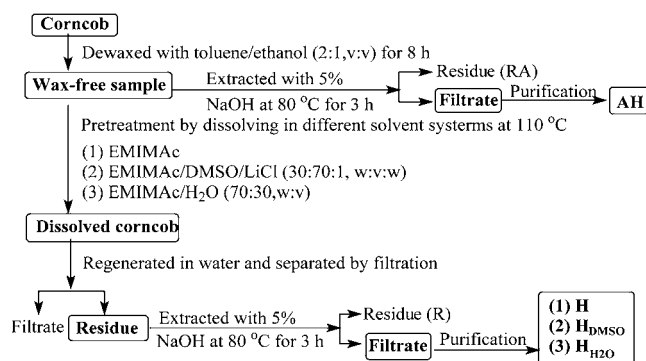 Corncob
Dewaxed with toluene/ethanol (2:1,v:v) for 8 h
Wax-free sample
Extracted with 5%
NaOH at 80 °C for 3 h
Residue (RA)
Filtrate
Purification
AH
Pretreatment by dissolving in different solvent systerms at 110 °C
(1) EMIMAc
(2) EMIMAc/DMSO/LiCl (30:70:1, w:v:w)
(3) EMIMAc/H₂O (70:30,w:v)
Dissolved corncob
Regenerated in water and separated by filtration
Filtrate
Residue
Extracted with 5%
NaOH at 80 °C for 3 h
Residue (R)
Filtrate
Purification
(1) H
(2) H_DMSO
(3) H_H2O